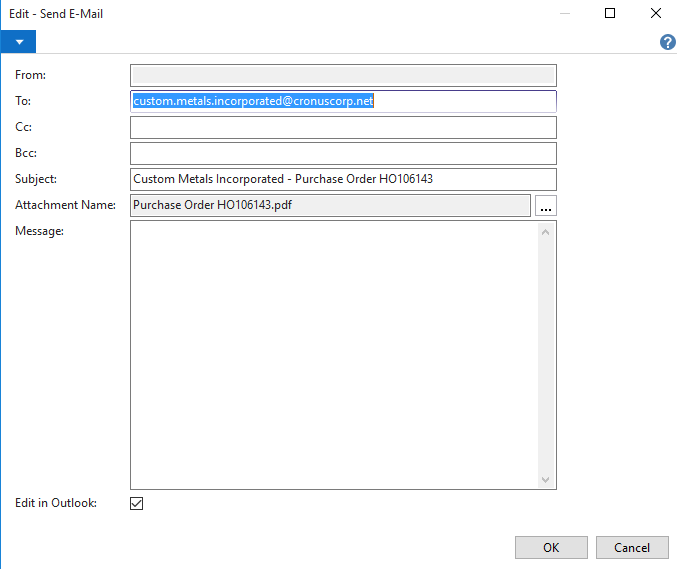 Edit - Send E-Mail
From:
To: custom.metals.incorporated@cronuscorp.net
Cc:
Bcc:
Subject: Custom Metals Incorporated - Purchase Order HO106143
Attachment Name: Purchase Order HO106143.pdf ...
Message:
Edit in Outlook:
OK Cancel